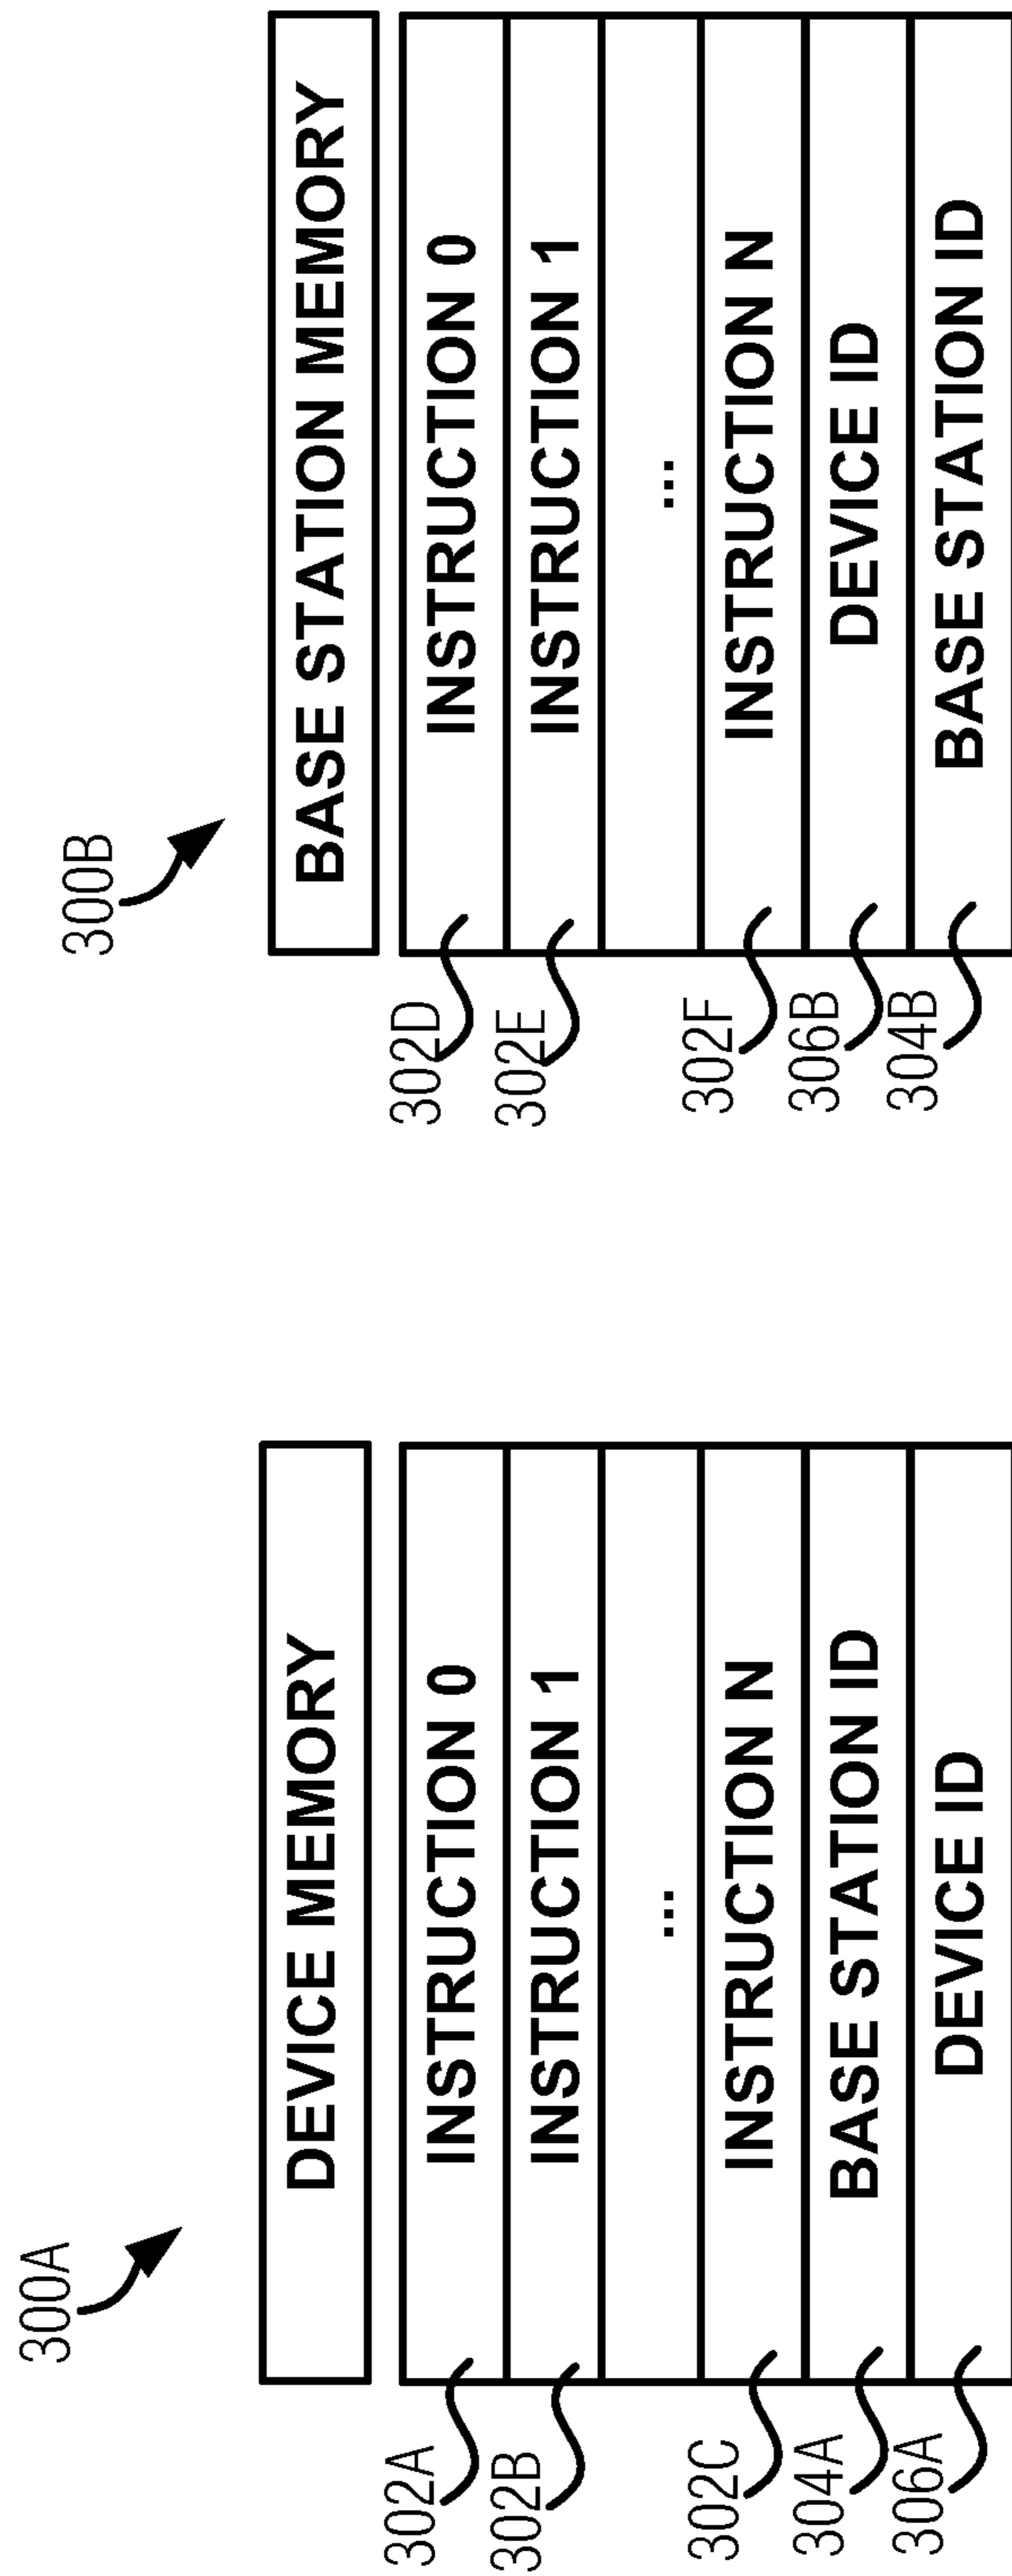 300A
DEVICE MEMORY
302A
INSTRUCTION 0
302B
INSTRUCTION 1
...
302C
INSTRUCTION N
304A
BASE STATION ID
306A
DEVICE ID
300B
BASE STATION MEMORY
302D
INSTRUCTION 0
302E
INSTRUCTION 1
...
302F
INSTRUCTION N
306B
DEVICE ID
304B
BASE STATION ID